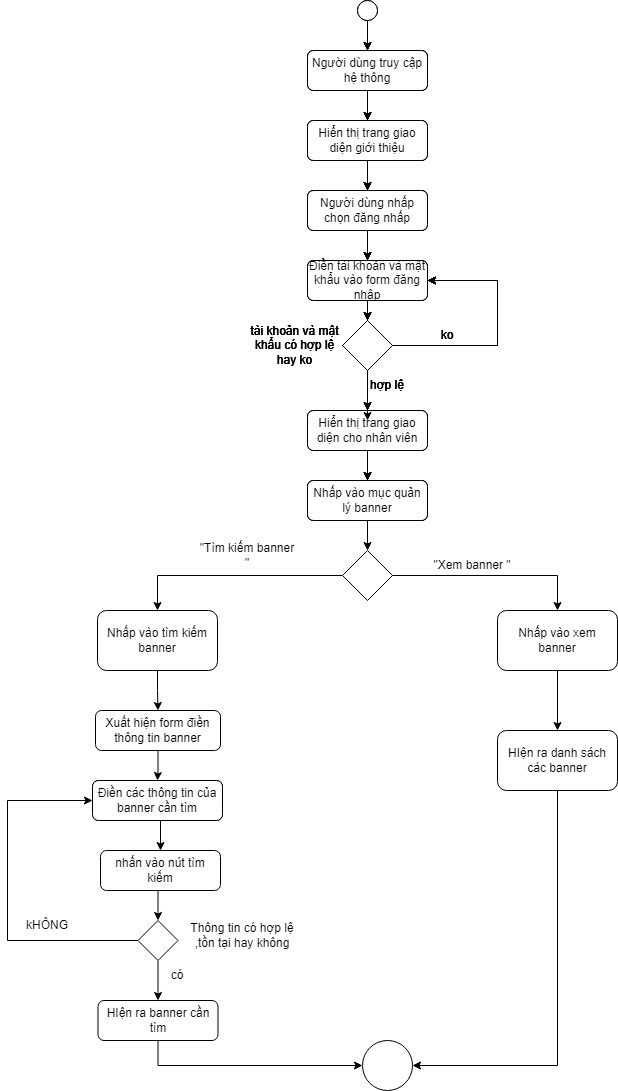 Người dùng truy cập
hệ thông
Hiển thị trang giao
diện giới thiệu
Người dùng nhấp
chọn đăng nhấp
Điền tài khoản và mật
khẩu vào form đăng
nhập
tài khoản và mật
khẩu có hợp lệ
hay ko
ko
hợp lệ
Hiển thị trang giao
diện cho nhân viên
Nhấp vào mục quản
lý banner
"Tìm kiếm banner
"
"Xem banner "
Nhấp vào tìm kiếm
banner
Nhấp vào xem
banner
Xuất hiện form điền
thông tin banner
HIện ra danh sách
các banner
Điền các thông tin của
banner cần tìm
nhấn vào nút tìm
kiếm
kHÔNG
Thông tin có hợp lệ
,tồn tại hay không
có
HIện ra banner cần
tìm